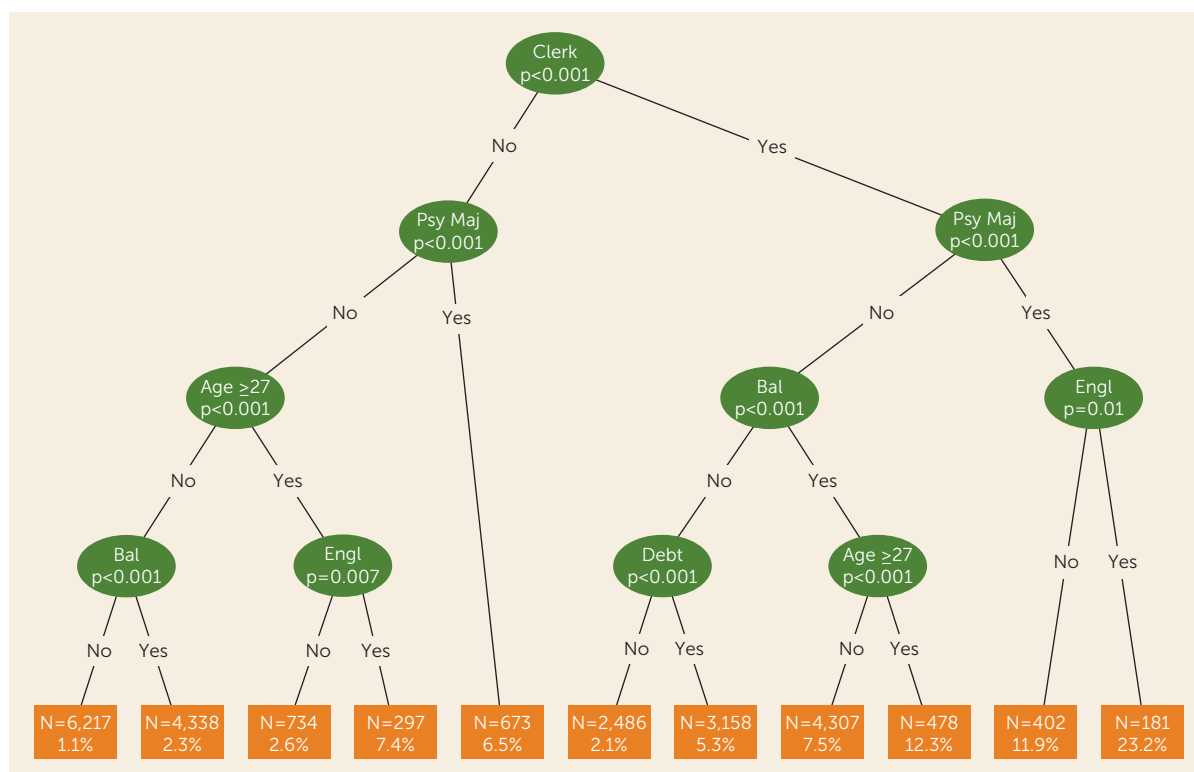 Clerk
p<0.001
No
Yes
Psy Maj
p<0.001
Psy Maj
p<0.001
No
Yes
No
Yes
Age ≥27
p<0.001
Bal
p<0.001
Engl
p=0.01
No
Yes
No
Yes
Bal
p<0.001
Engl
p=0.007
Debt
p<0.001
Age ≥27
p<0.001
No
Yes
No
Yes
No
Yes
No
Yes
No
Yes
N=6,217
1.1%
N=4,338
2.3%
N=734
2.6%
N=297
7.4%
N=673
6.5%
N=2,486
2.1%
N=3,158
5.3%
N=4,307
7.5%
N=478
12.3%
N=402
11.9%
N=181
23.2%